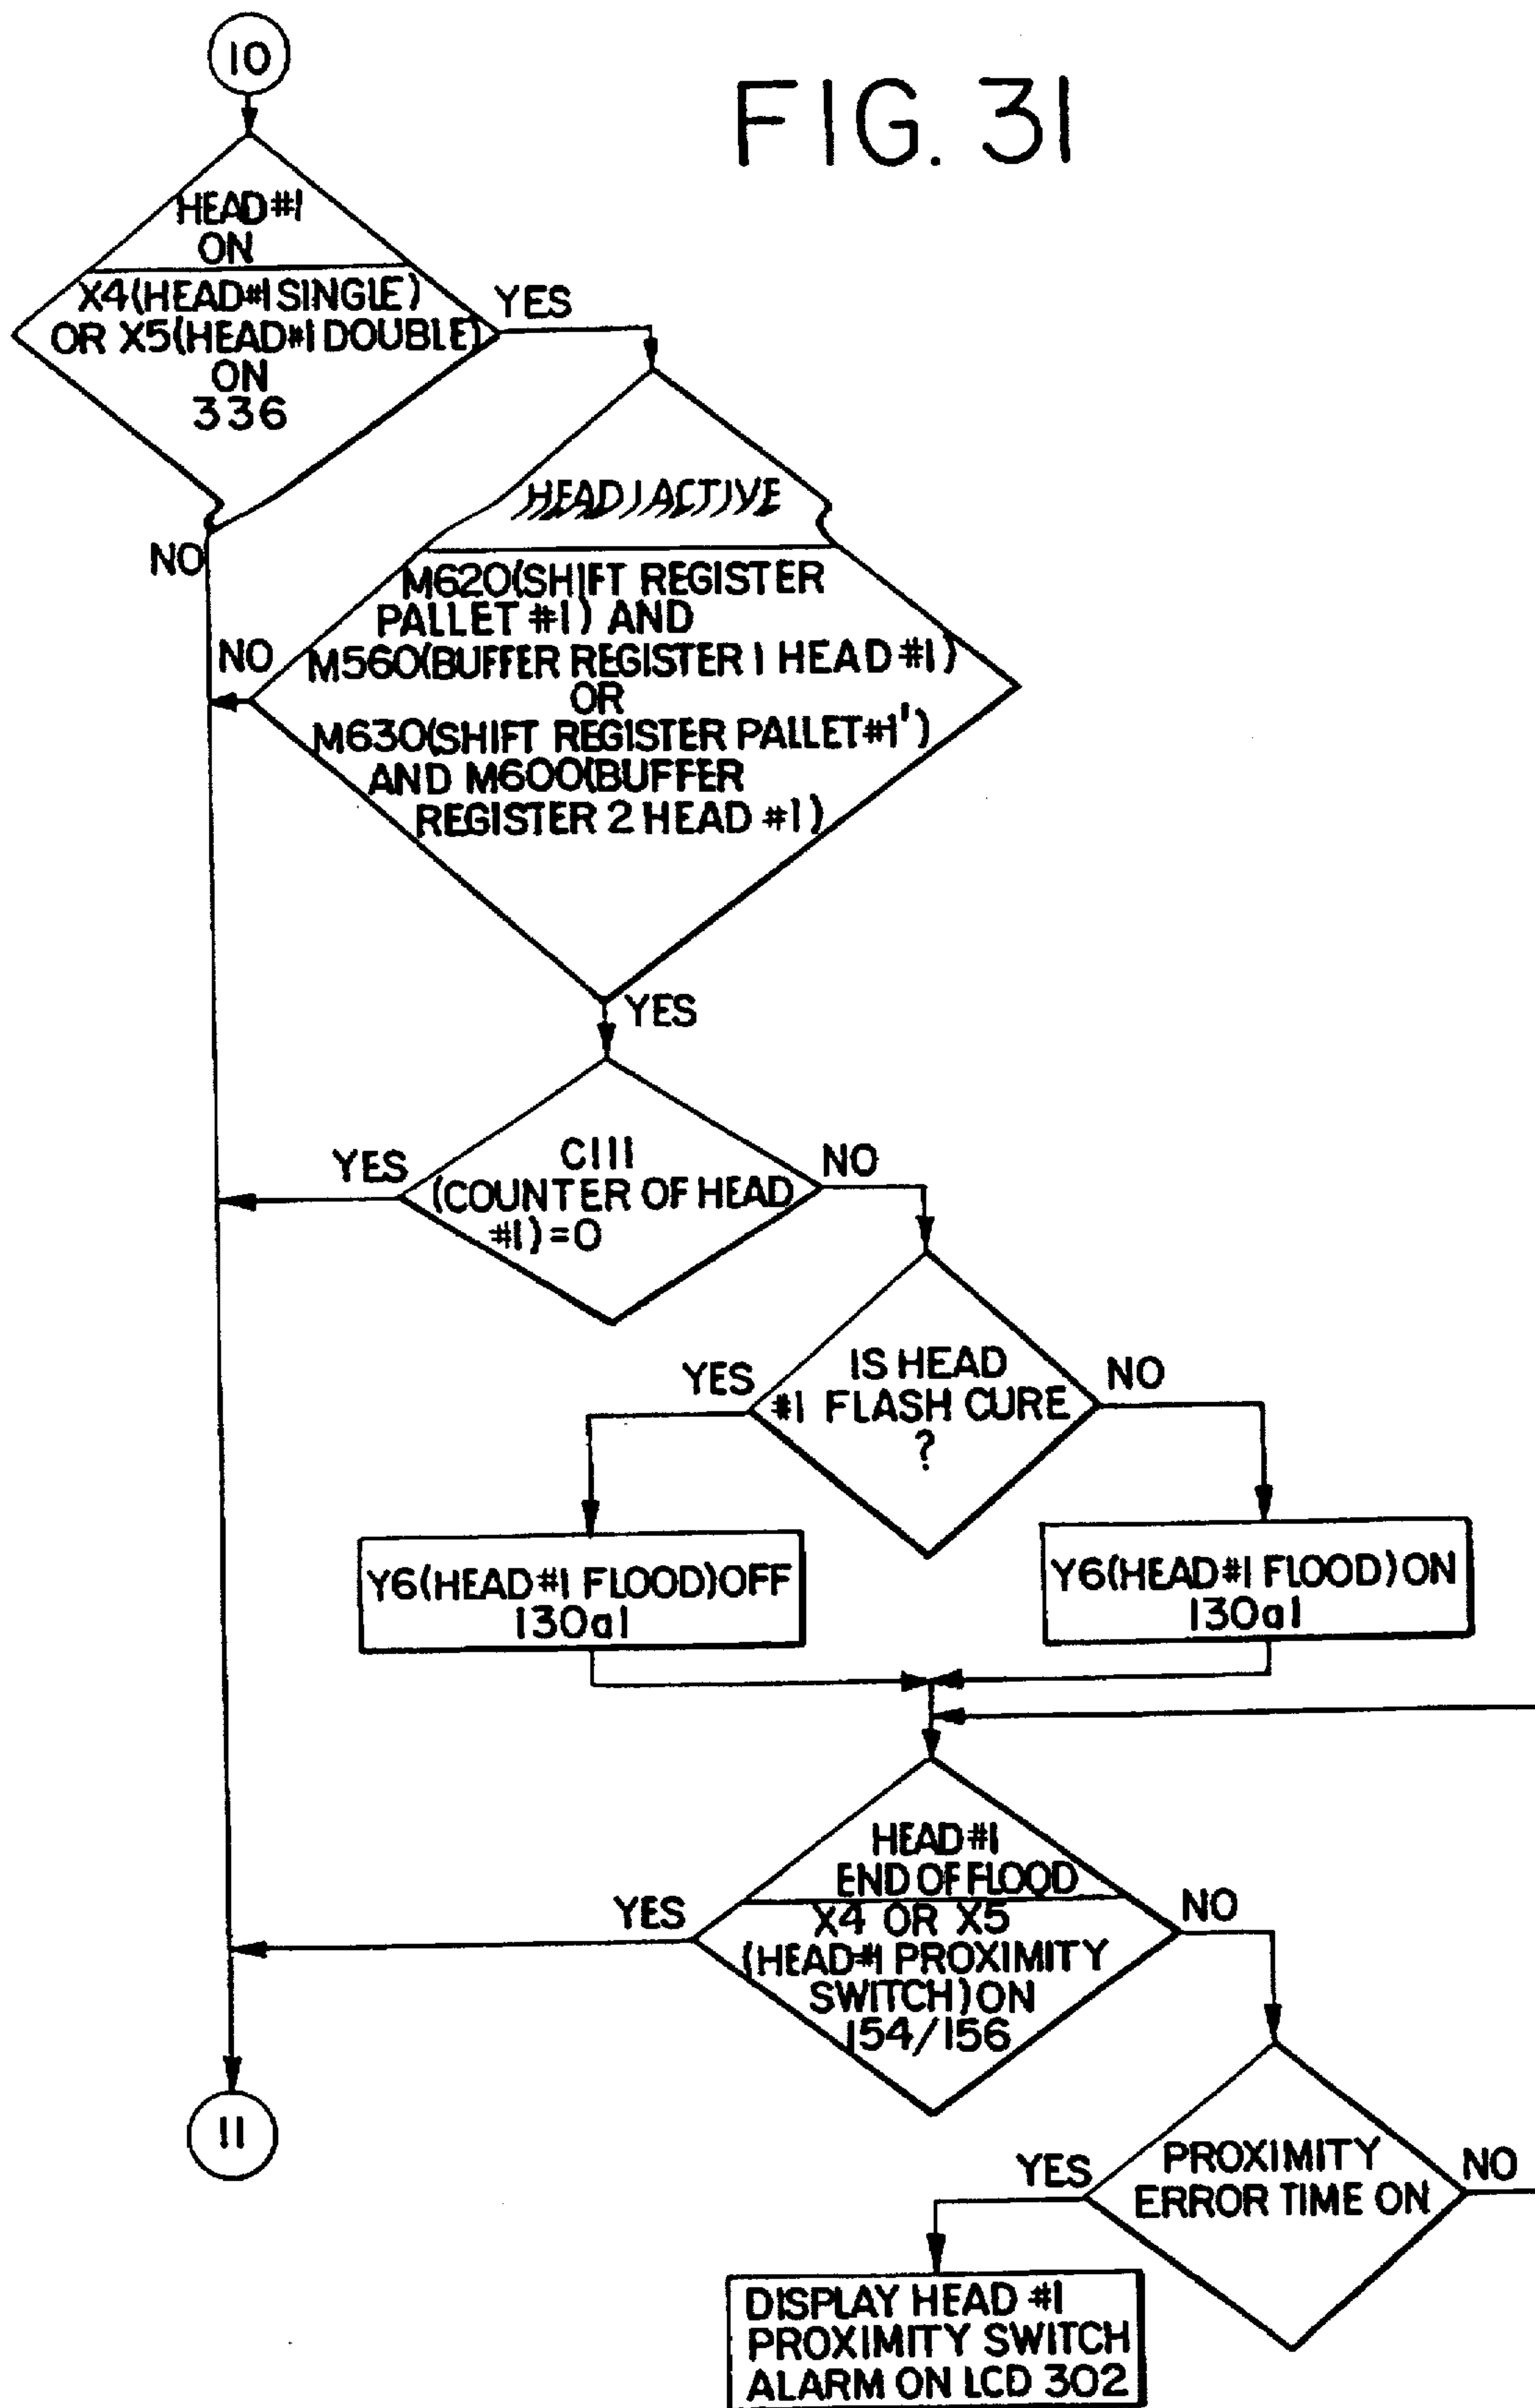 10
FIG. 31
HEAD #1
ON
X4(HEAD#1 SINGLE)
OR X5(HEAD#1 DOUBLE)
ON
336
YES
NO
HEAD 1 ACTIVE
M620(SHIFT REGISTER
PALLET #1) AND
M560(BUFFER REGISTER 1 HEAD #1)
OR
M630(SHIFT REGISTER PALLET#1')
AND M600(BUFFER
REGISTER 2 HEAD #1)
NO
YES
C111
(COUNTER OF HEAD
#1)=0
YES
NO
IS HEAD
#1 FLASH CURE
?
YES
NO
Y6(HEAD#1 FLOOD)OFF
130a1
Y6(HEAD#1 FLOOD)ON
130a1
HEAD#1
END OF FLOOD
X4 OR X5
(HEAD#1 PROXIMITY
SWITCH)ON
154/156
YES
NO
11
PROXIMITY
ERROR TIME ON
YES
NO
DISPLAY HEAD #1
PROXIMITY SWITCH
ALARM ON LCD 302